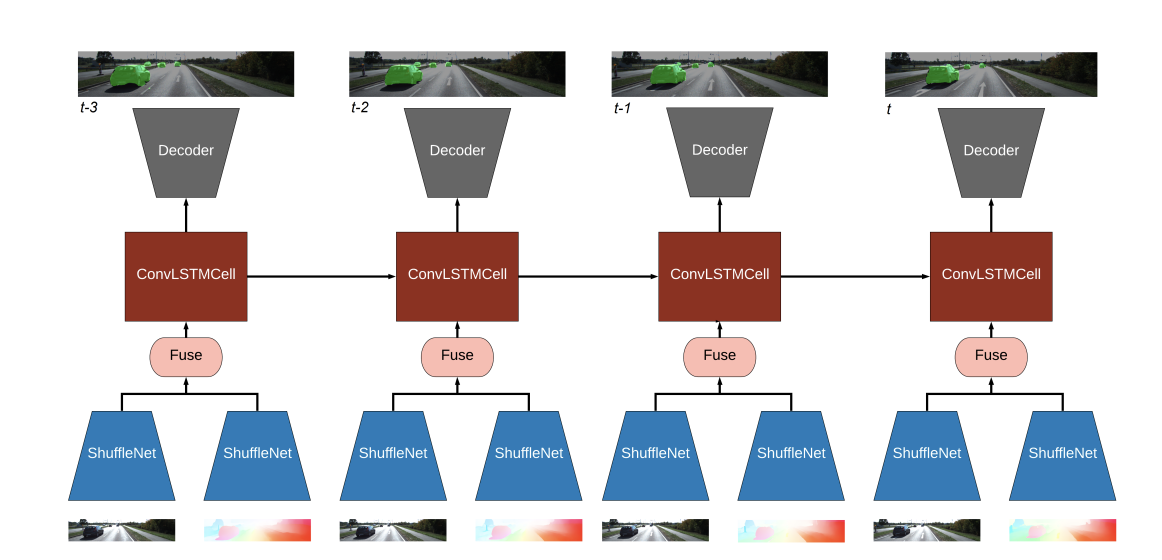 t-3 t-2 t-1 t
Decoder Decoder Decoder Decoder
ConvLSTMCell ConvLSTMCell ConvLSTMCell ConvLSTMCell
Fuse Fuse Fuse Fuse
ShuffleNet ShuffleNet ShuffleNet ShuffleNet ShuffleNet ShuffleNet ShuffleNet ShuffleNet